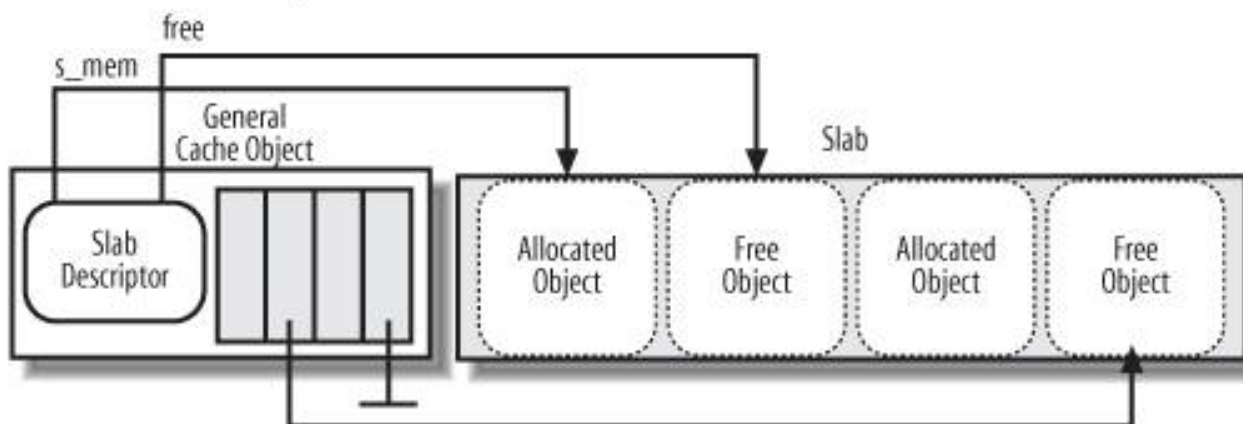 free
s_mem
General
Cache Object
Slab
Slab
Descriptor
Allocated
Object
Free
Object
Allocated
Object
Free
Object